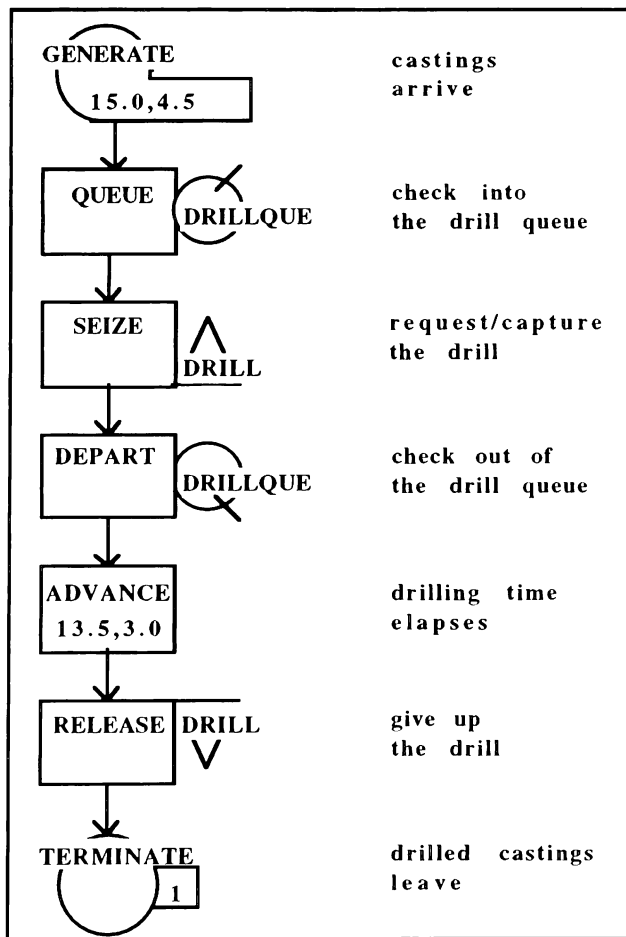 GENERATE
15.0,4.5
castings
arrive
QUEUE
DRILLQUE
check into
the drill queue
SEIZE
DRILL
request/capture
the drill
DEPART
DRILLQUE
check out of
the drill queue
ADVANCE
13.5,3.0
drilling time
elapses
RELEASE
DRILL
give up
the drill
TERMINATE
1
drilled castings
leave